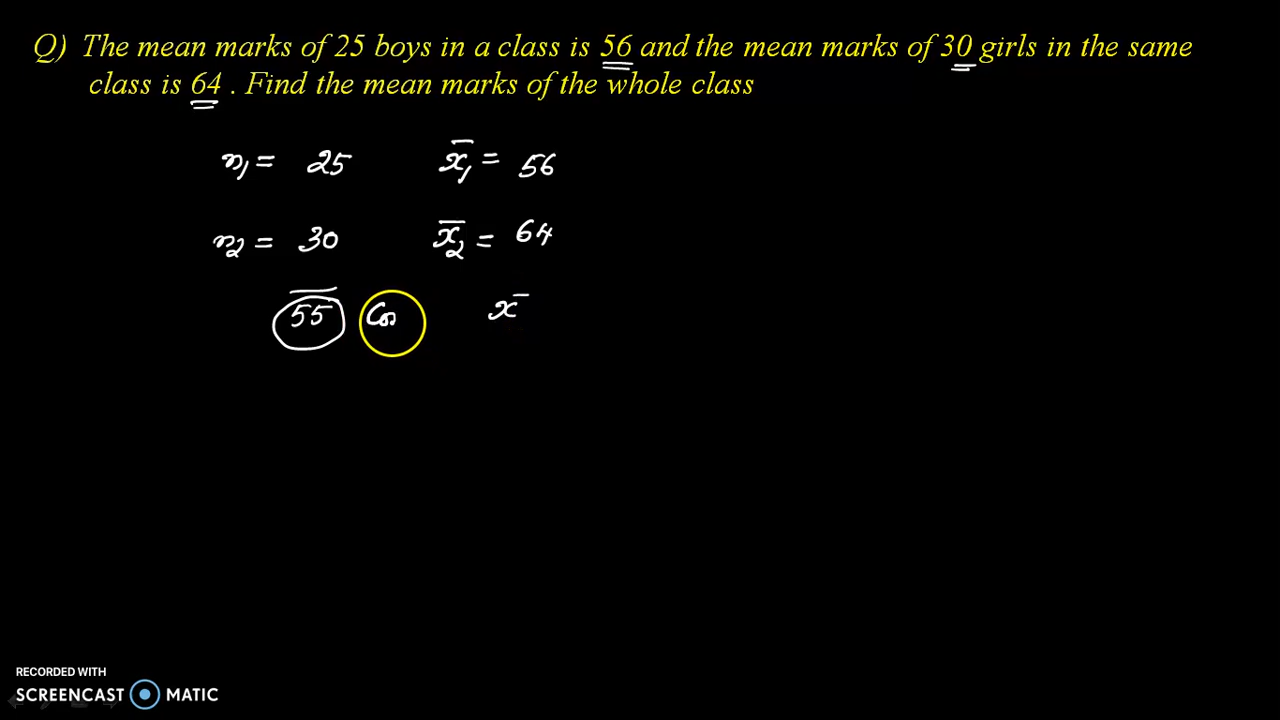 Q) The mean marks of 25 boys in a class is 56 and the mean marks of 30 girls in the same
class is 64 . Find the mean marks of the whole class
n₁ = 25 x̄₁ = 56
n₂ = 30 x̄₂ = 64
55 Co x̄
RECORDED WITH
SCREENCAST MATIC